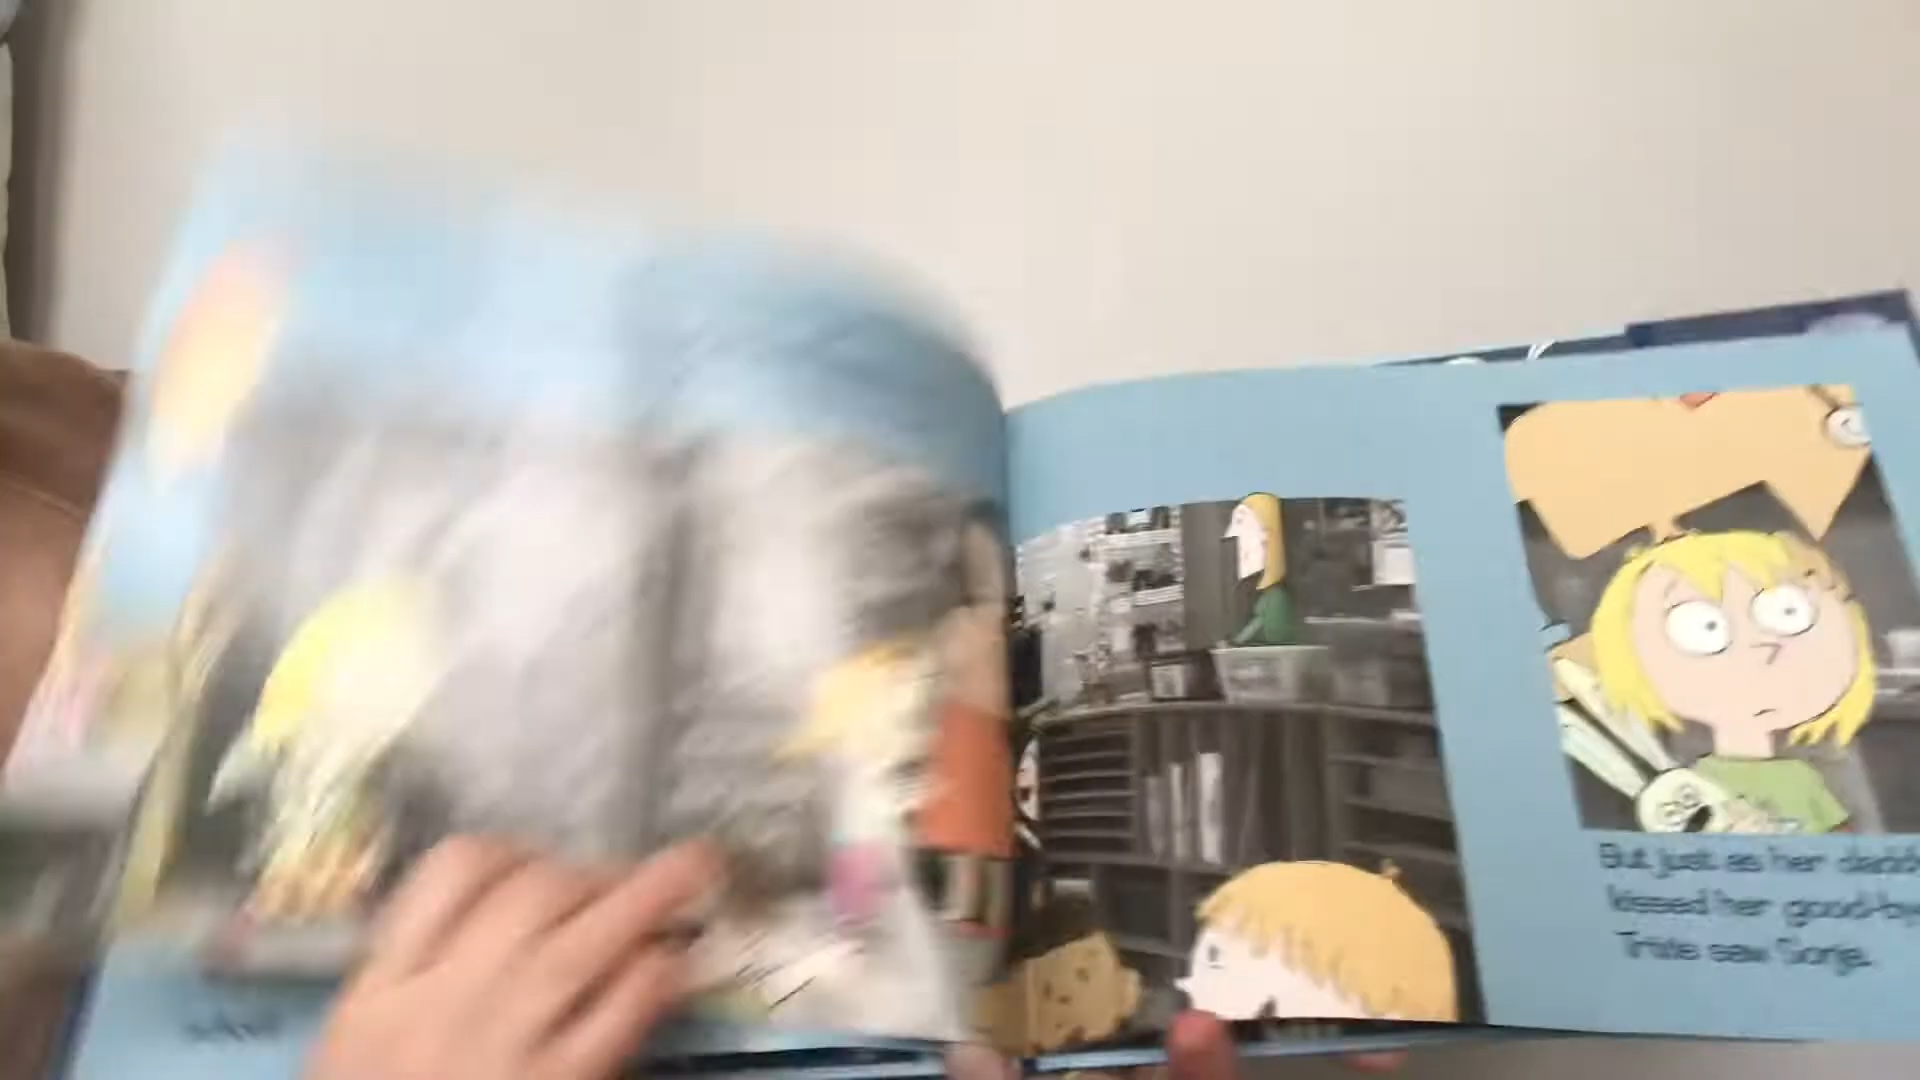 But just as her daddy
kissed her good-bye
Trixie saw Sonja.